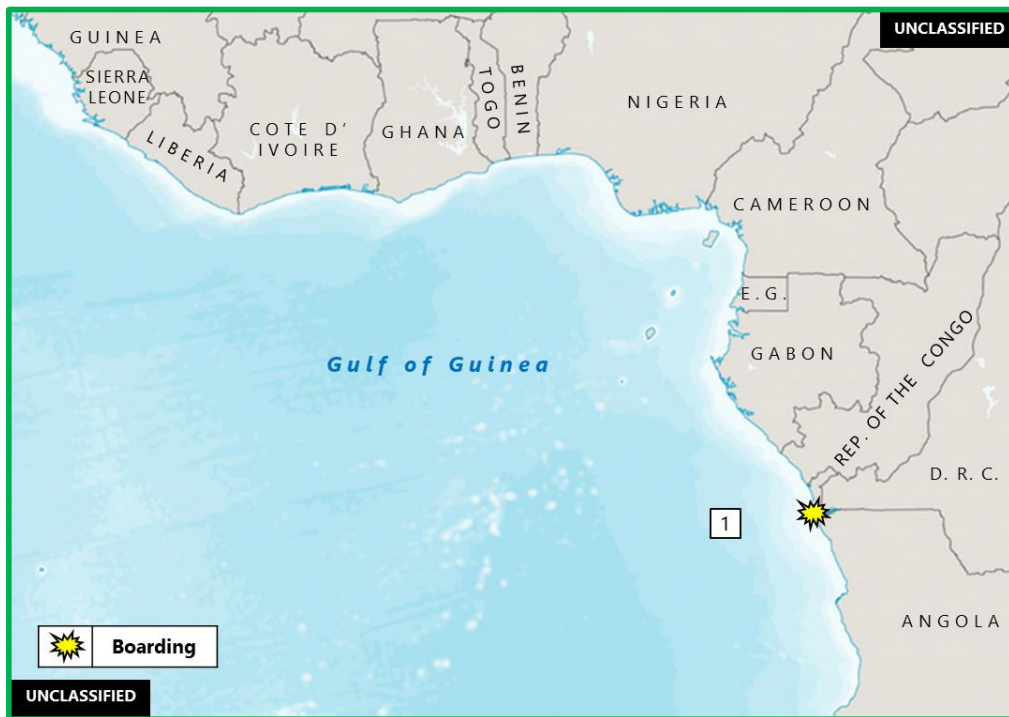 UNCLASSIFIED
GUINEA
SIERRA
LEONE
LIBERIA
COTE D'
IVOIRE
GHANA
TOGO
BENIN
NIGERIA
CAMEROON
E.G.
GABON
REP. OF THE CONGO
D. R. C.
ANGOLA
Gulf of Guinea
1
Boarding
UNCLASSIFIED